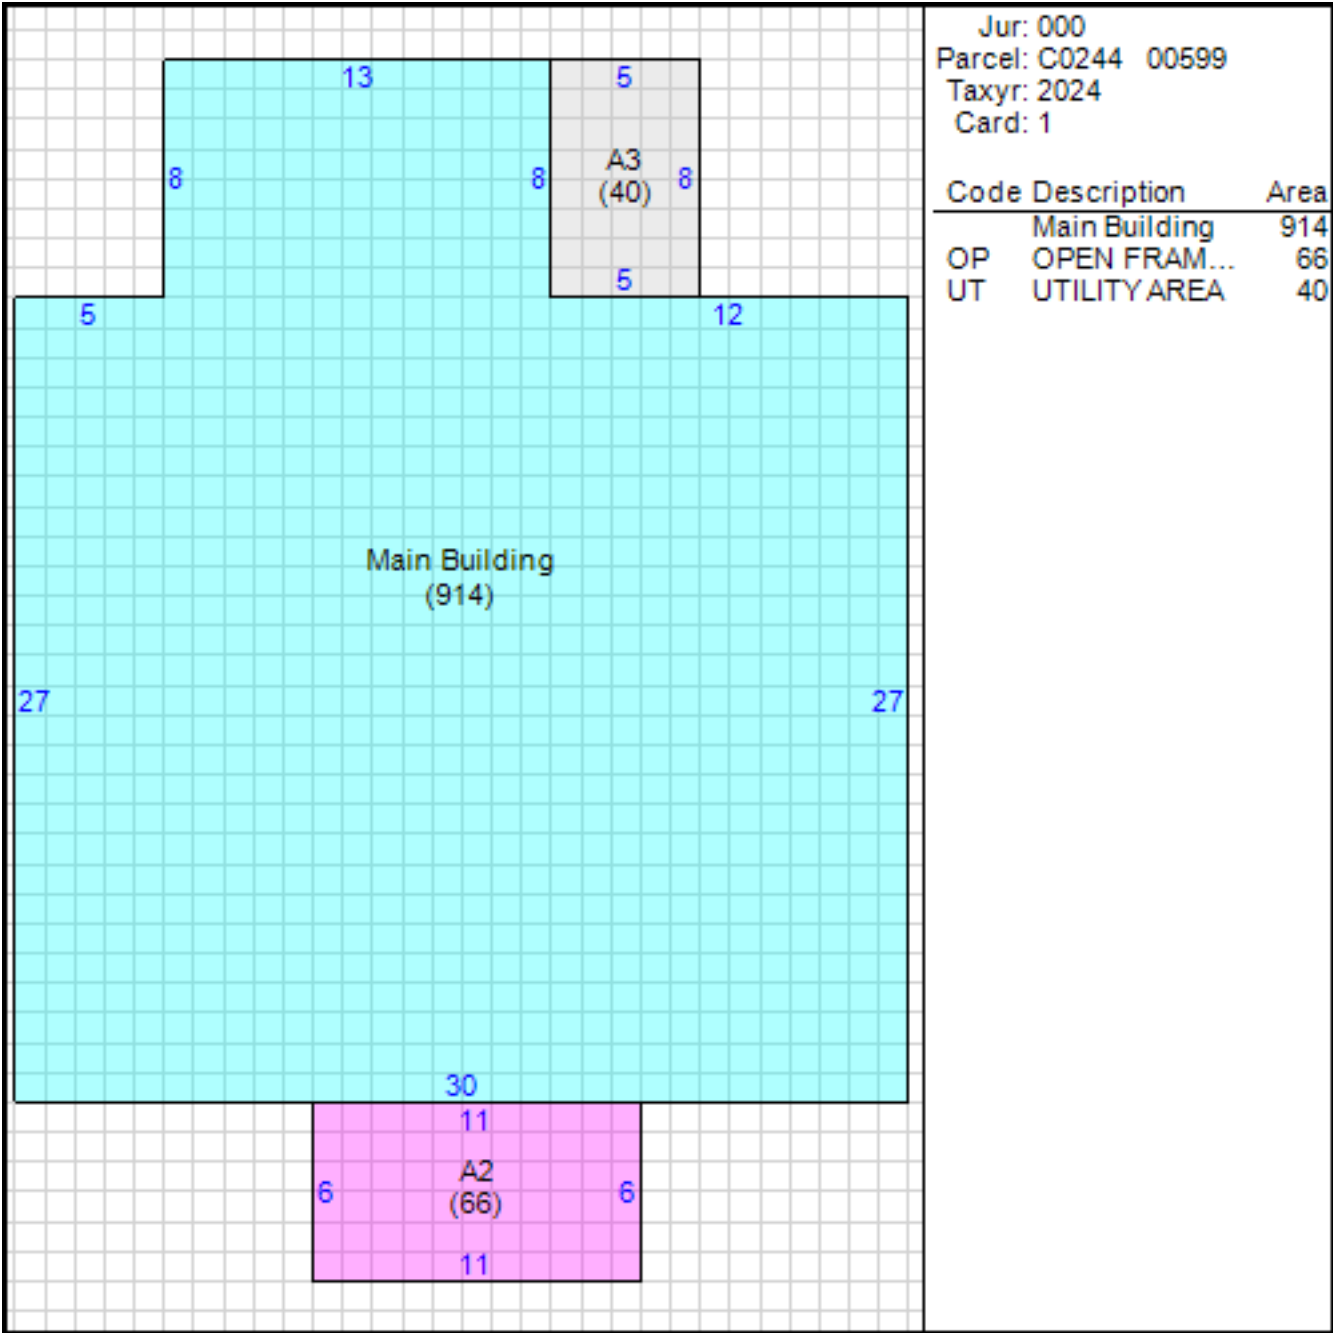 13
5
8
8
A3
(40)
8
5
5
12
Main Building
(914)
27
27
30
11
A2
(66)
6
6
11
Jur: 000
Parcel: C0244 00599
Taxyr: 2024
Card: 1
Code Description Area
Main Building 914
OP OPEN FRAM... 66
UT UTILITY AREA 40